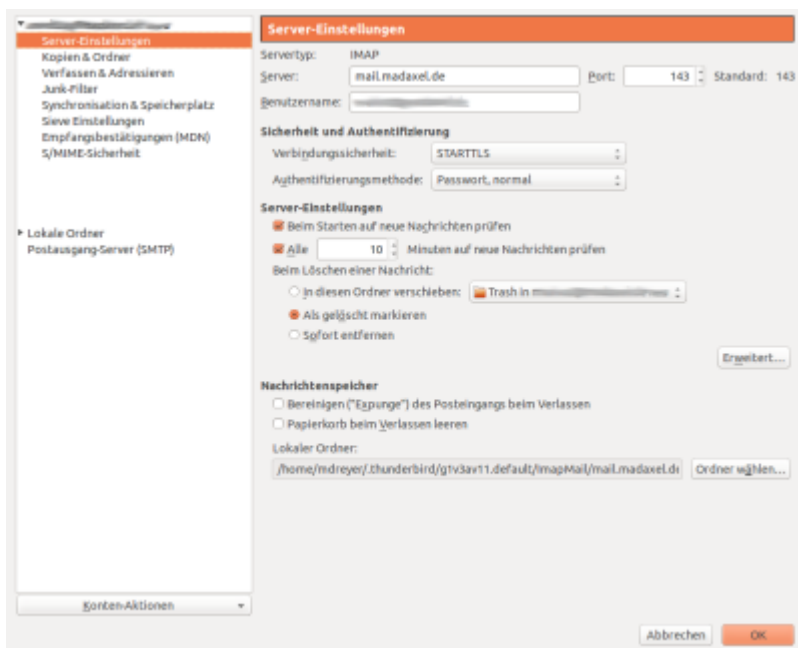 Server-Einstellungen
Kopien & Ordner
Verfassen & Adressieren
Junk-Filter
Synchronisation & Speicherplatz
Sieve Einstellungen
Empfangsbestätigungen (MDN)
S/MIME-Sicherheit
Lokale Ordner
Postausgang-Server (SMTP)
Konten-Aktionen
Server-Einstellungen
Servertyp: IMAP
Server: mail.madaxel.de Port: 143 Standard: 143
Benutzername:
Sicherheit und Authentifizierung
Verbindungssicherheit: STARTTLS
Authentifizierungsmethode: Passwort, normal
Server-Einstellungen
Beim Starten auf neue Nachrichten prüfen
Alle 10 Minuten auf neue Nachrichten prüfen
Beim Löschen einer Nachricht:
In diesen Ordner verschieben: Trash in
Als gelöscht markieren
Sofort entfernen
Erweitert...
Nachrichtenspeicher
Bereinigen ("Expunge") des Posteingangs beim Verlassen
Papierkorb beim Verlassen leeren
Lokaler Ordner:
/home/mdreyer/.thunderbird/g1v3av11.default/ImapMail/mail.madaxel.de Ordner wählen...
Abbrechen OK